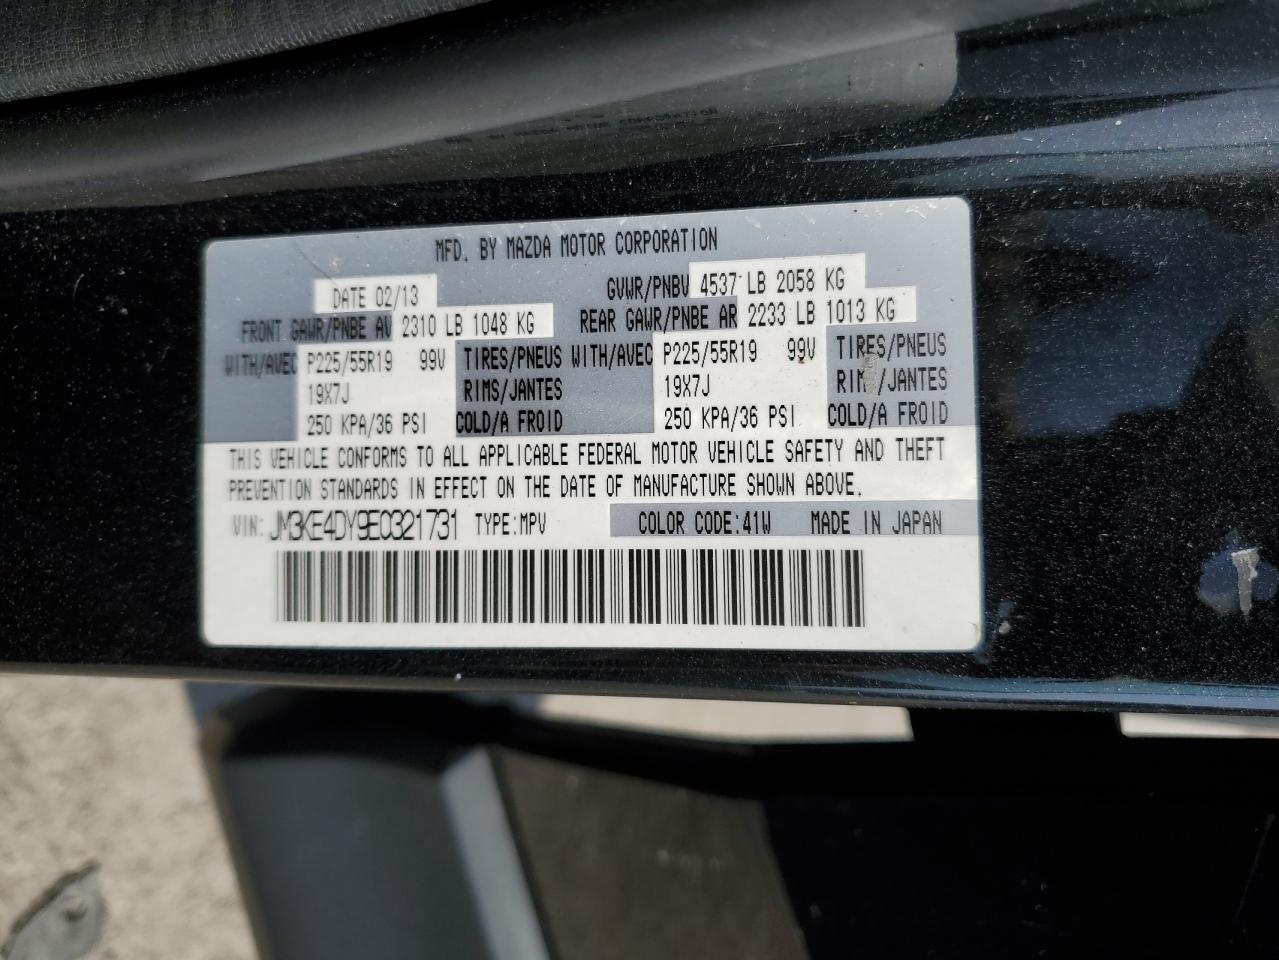 MFD. BY MAZDA MOTOR CORPORATION
DATE 02/13 GVWR/PNBV 4537 LB 2058 KG
FRONT GAWR/PNBE AV 2310 LB 1048 KG REAR GAWR/PNBE AR 2233 LB 1013 KG
WITH/AVEC P225/55R19 99V TIRES/PNEUS WITH/AVEC P225/55R19 99V TIRES/PNEUS
19X7J RIMS/JANTES 19X7J RIMS/JANTES
250 KPA/36 PSI COLD/A FROID 250 KPA/36 PSI COLD/A FROID
THIS VEHICLE CONFORMS TO ALL APPLICABLE FEDERAL MOTOR VEHICLE SAFETY AND THEFT
PREVENTION STANDARDS IN EFFECT ON THE DATE OF MANUFACTURE SHOWN ABOVE.
VIN: JM3KE4DY9E0321731 TYPE:MPV COLOR CODE:41W MADE IN JAPAN